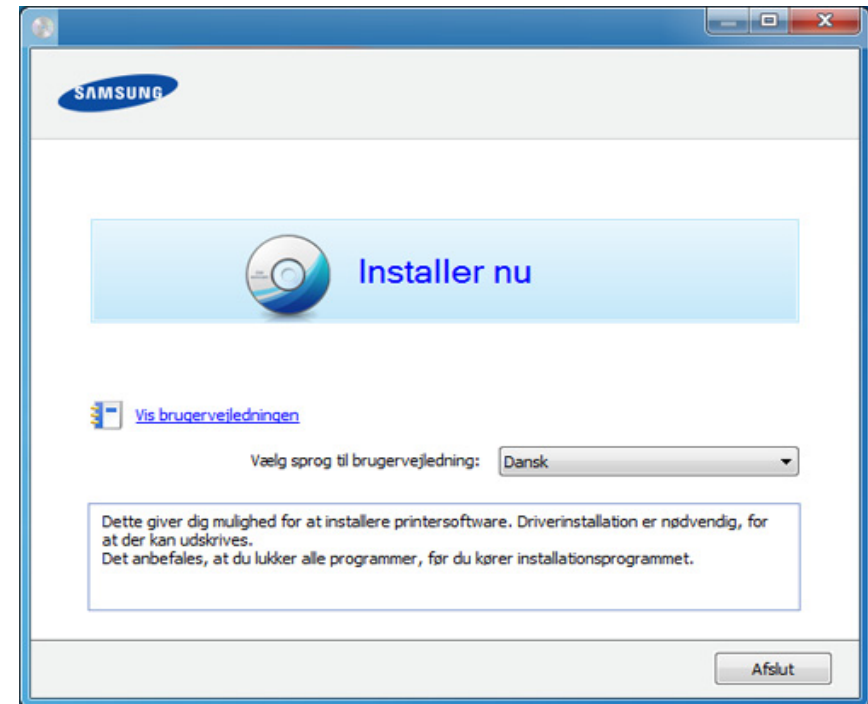 SAMSUNG
Installer nu
Vis brugervejledningen
Vælg sprog til brugervejledning: Dansk
Dette giver dig mulighed for at installere printersoftware. Driverinstallation er nødvendig, for
at der kan udskrives.
Det anbefales, at du lukker alle programmer, før du kører installationsprogrammet.
Afslut